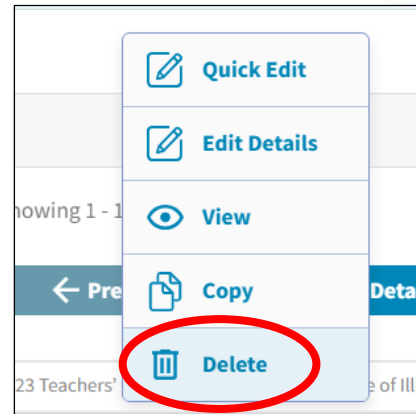 Quick Edit
Edit Details
howing 1 - 1
View
← Pre
Copy
Deta
Delete
23 Teachers'
e of Ill